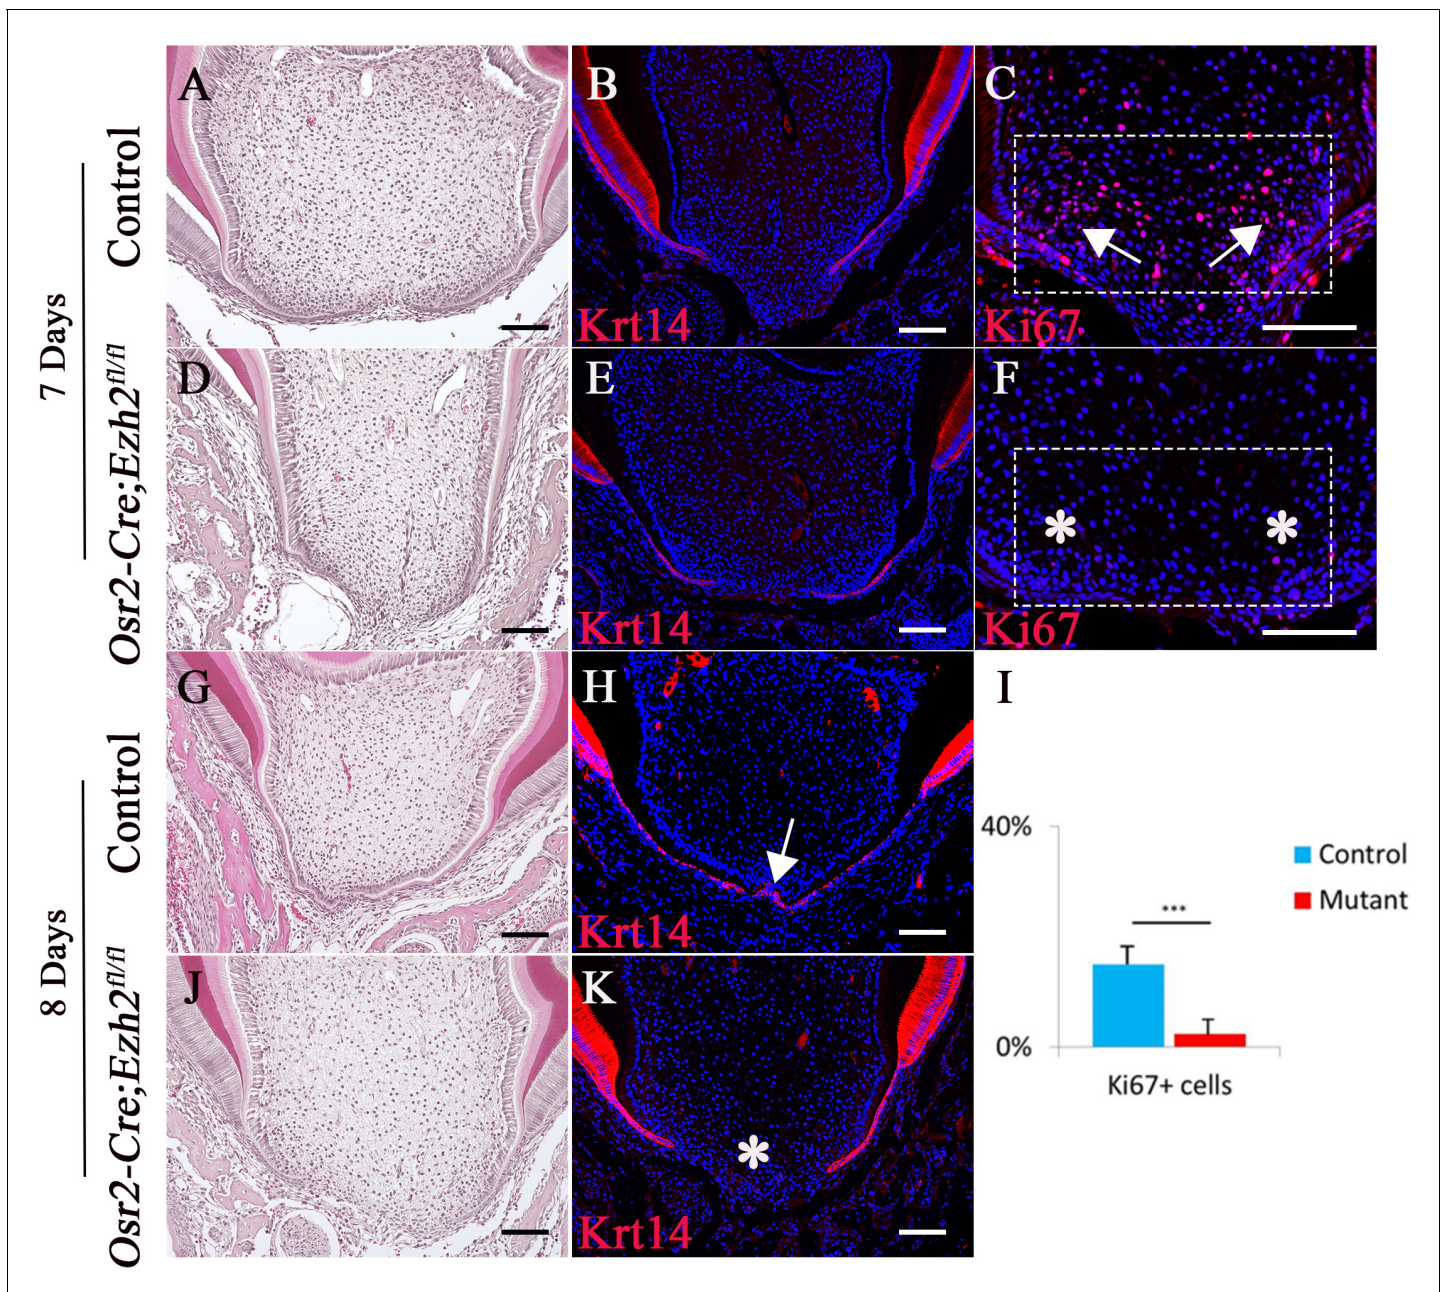 7 Days
Control
A
B
Krt14
C
Ki67
Osr2-Cre;Ezh2fl/fl
D
E
Krt14
F
*
*
Ki67
8 Days
Control
G
H
Krt14
I
40%
0%
***
Control
Mutant
Ki67+ cells
Osr2-Cre;Ezh2fl/fl
J
K
*
Krt14